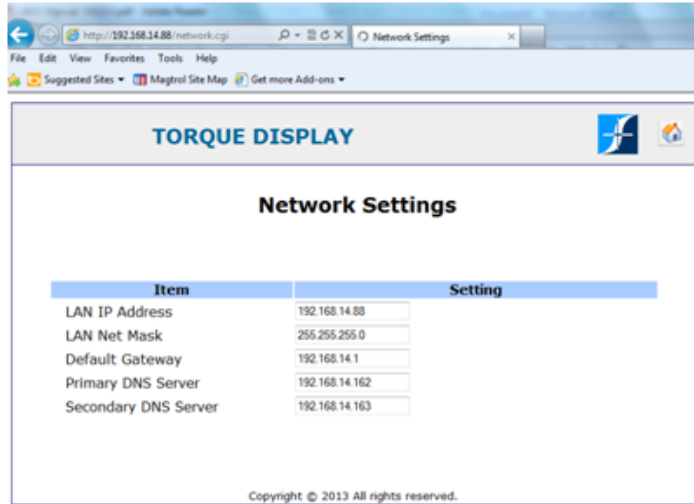 http://192.168.14.88/network.cgi
Network Settings
File Edit View Favorites Tools Help
Suggested Sites Magtrol Site Map Get more Add-ons
TORQUE DISPLAY
Network Settings
Item Setting
LAN IP Address 192.168.14.88
LAN Net Mask 255.255.255.0
Default Gateway 192.168.14.1
Primary DNS Server 192.168.14.162
Secondary DNS Server 192.168.14.163
Copyright © 2013 All rights reserved.